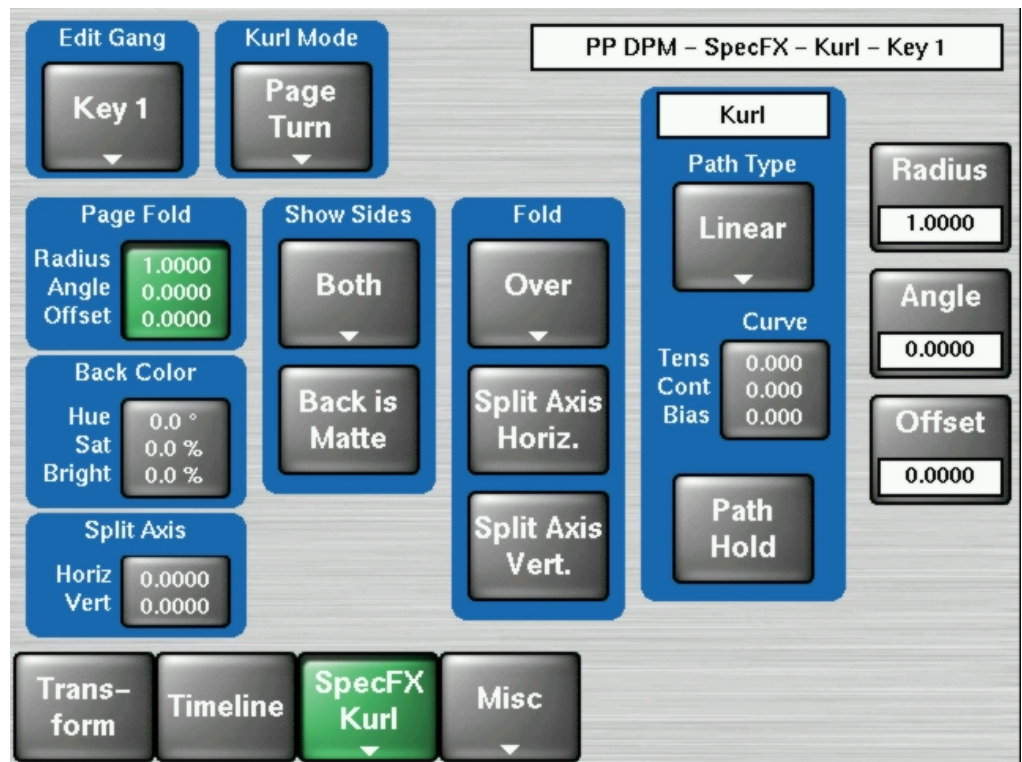 Edit Gang
Key 1
Kurl Mode
Page
Turn
PP DPM – SpecFX – Kurl – Key 1
Page Fold
Radius 1.0000
Angle 0.0000
Offset 0.0000
Back Color
Hue 0.0 °
Sat 0.0 %
Bright 0.0 %
Split Axis
Horiz 0.0000
Vert 0.0000
Show Sides
Both
Back is
Matte
Fold
Over
Split Axis
Horiz.
Split Axis
Vert.
Kurl
Path Type
Linear
Curve
Tens 0.000
Cont 0.000
Bias 0.000
Path
Hold
Radius
1.0000
Angle
0.0000
Offset
0.0000
Trans–
form
Timeline
SpecFX
Kurl
Misc